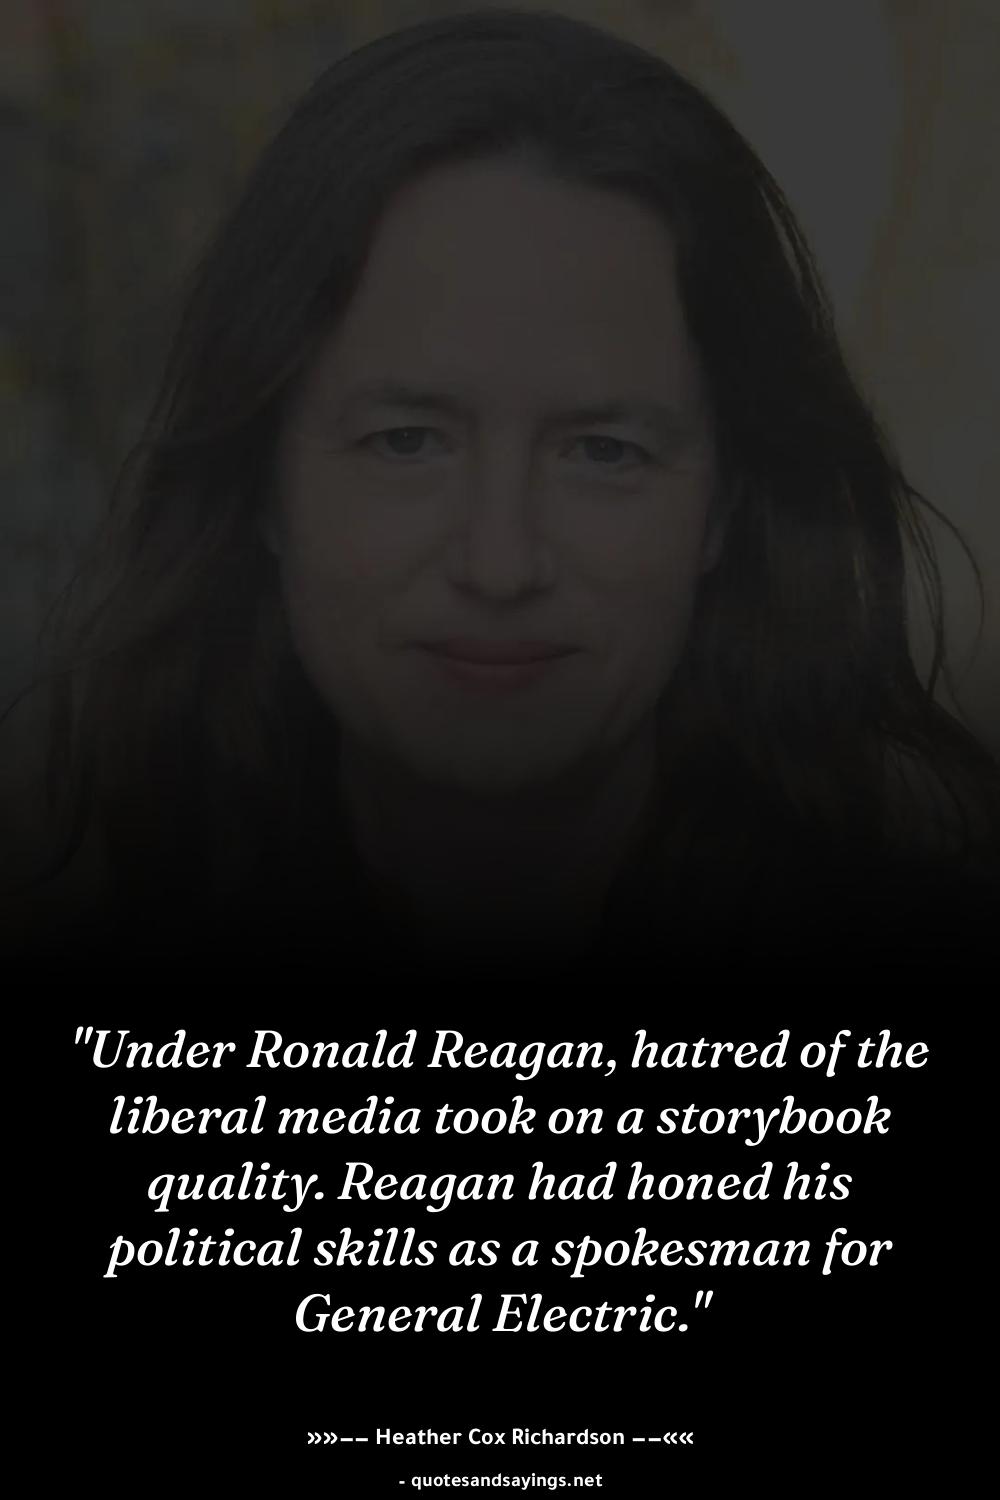 "Under Ronald Reagan, hatred of the
liberal media took on a storybook
quality. Reagan had honed his
political skills as a spokesman for
General Electric."
»»−− Heather Cox Richardson −−««
- quotesandsayings.net